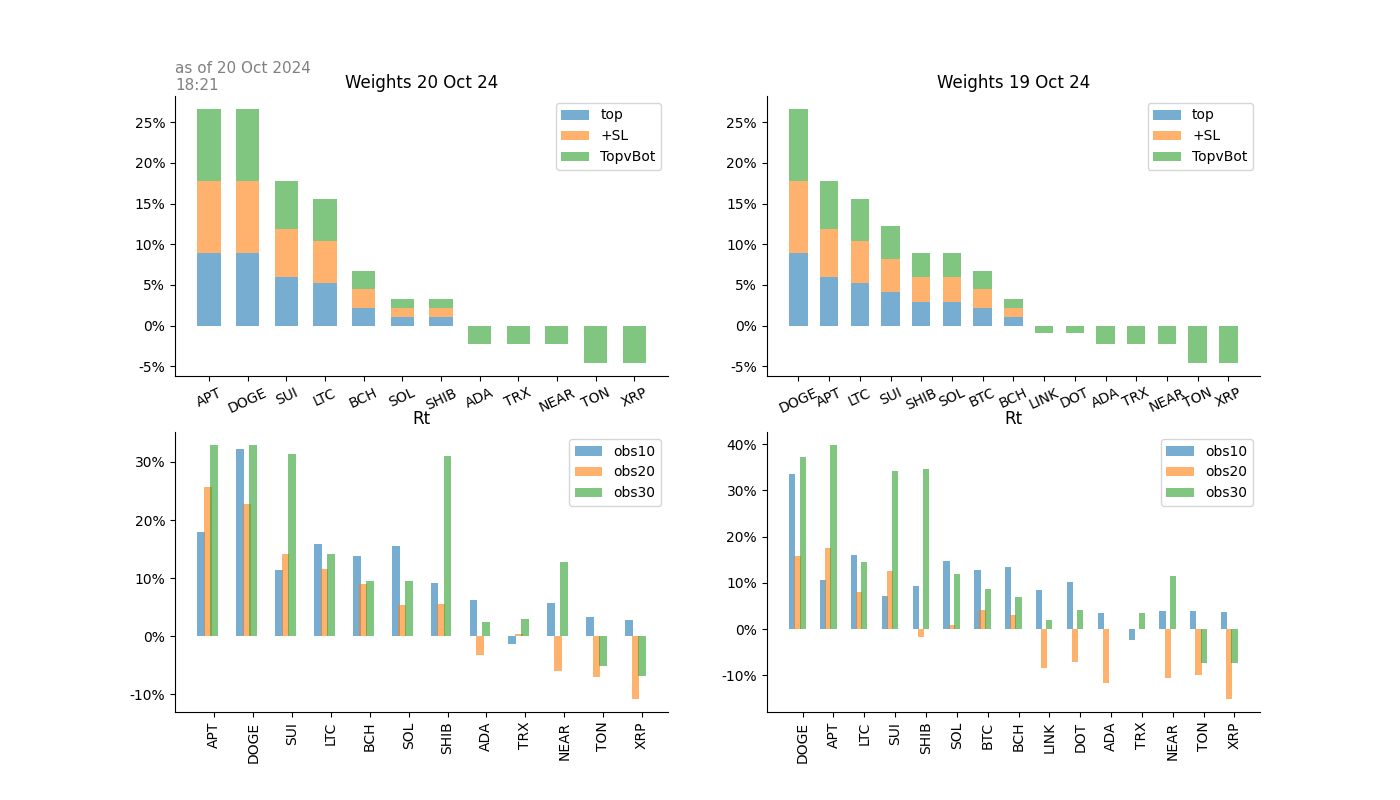 as of 20 Oct 2024
18:21
Weights 20 Oct 24
25%
20%
15%
10%
5%
0%
-5%
top
+SL
TopvBot
APT DOGE SUI LTC BCH SOL SHIB ADA TRX NEAR TON XRP
Weights 19 Oct 24
25%
20%
15%
10%
5%
0%
-5%
top
+SL
TopvBot
DOGE APT LTC SUI SHIB SOL BTC BCH LINK DOT ADA TRX NEAR TON XRP
Rt
30%
20%
10%
0%
-10%
obs10
obs20
obs30
APT DOGE SUI LTC BCH SOL SHIB ADA TRX NEAR TON XRP
Rt
40%
30%
20%
10%
0%
-10%
obs10
obs20
obs30
DOGE APT LTC SUI SHIB SOL BTC BCH LINK DOT ADA TRX NEAR TON XRP